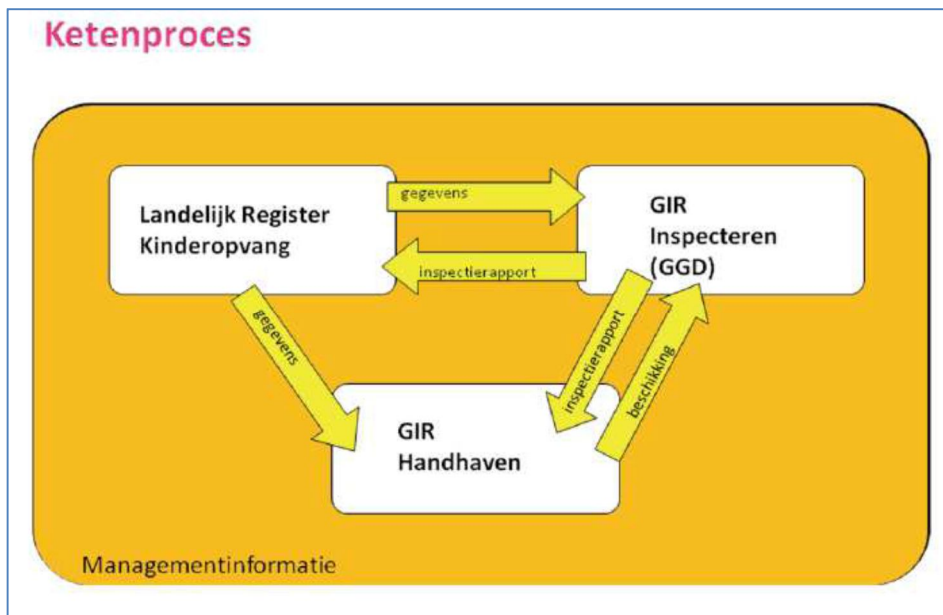 Ketenproces
Landelijk Register
Kinderopvang
gegevens
inspectierapport
GIR
Inspecteren
(GGD)
gegevens
inspectierapport
beschikking
GIR
Handhaven
Managementinformatie